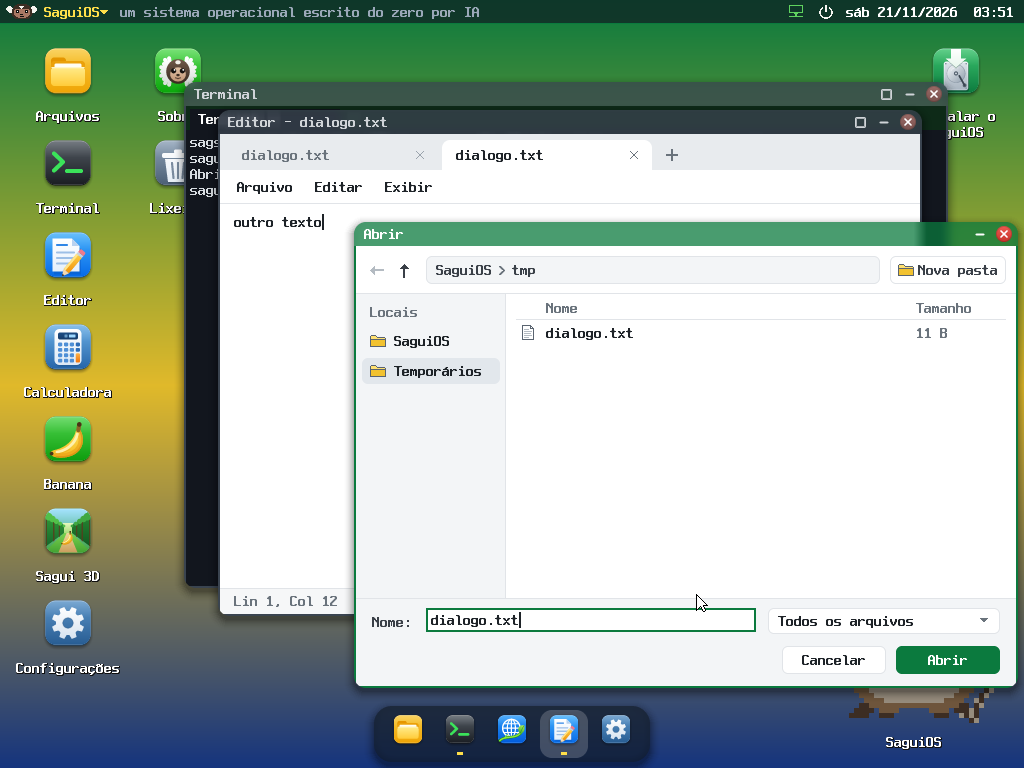 SaguiOS um sistema operacional escrito do zero por IA sáb 21/11/2026 03:51
Arquivos
Terminal
Editor
Calculadora
Banana
Sagui 3D
Configurações
Terminal
Editor - dialogo.txt
dialogo.txt dialogo.txt
Arquivo Editar Exibir
outro texto
Lin 1, Col 12
Abrir
SaguiOS > tmp Nova pasta
Locais
SaguiOS
Temporários
Nome Tamanho
dialogo.txt 11 B
Nome: dialogo.txt Todos os arquivos
Cancelar Abrir
SaguiOS